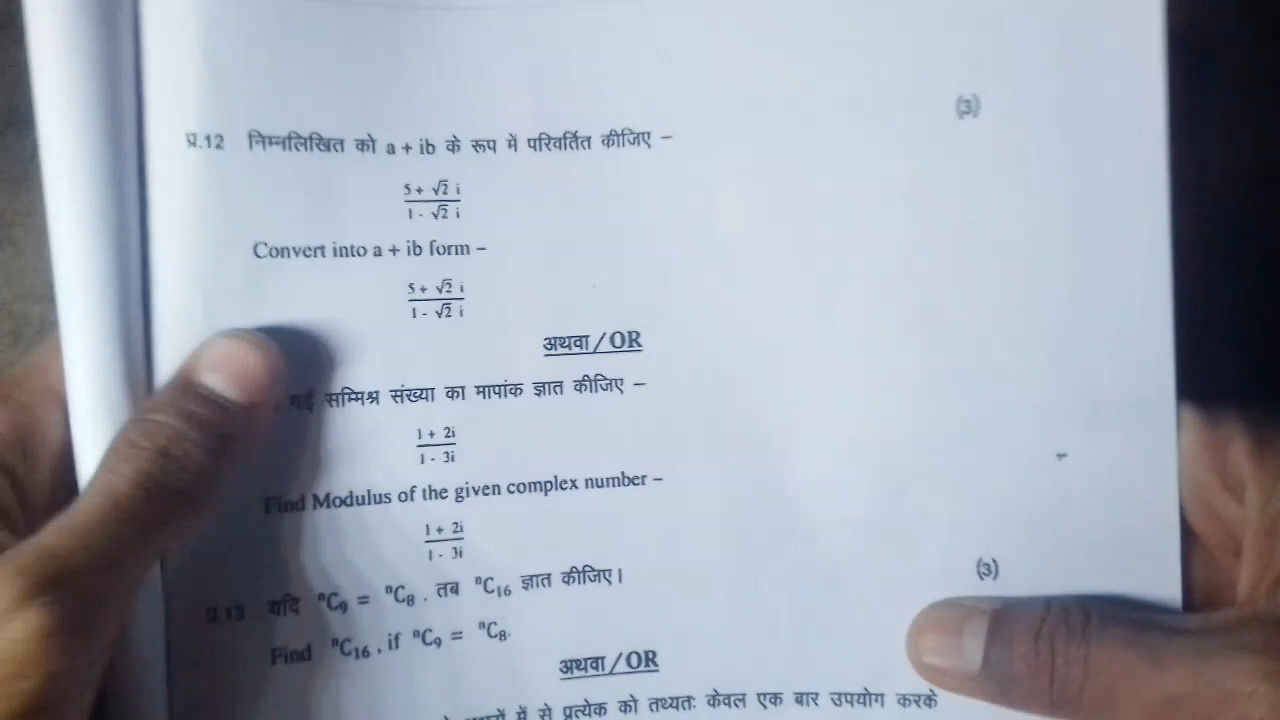 (3)
प्र.12 निम्नलिखित को a + ib के रूप में परिवर्तित कीजिए –
5 + √2 i
1 - √2 i
Convert into a + ib form –
5 + √2 i
1 - √2 i
अथवा / OR
गई सम्मिश्र संख्या का मापांक ज्ञात कीजिए –
1 + 2i
1 - 3i
Find Modulus of the given complex number –
1 + 2i
1 - 3i
(3)
प्र.13 यदि ⁿC₉ = ⁿC₈ . तब ⁿC₁₆ ज्ञात कीजिए।
Find ⁿC₁₆ , if ⁿC₉ = ⁿC₈.
अथवा / OR
में से प्रत्येक को तथ्यतः केवल एक बार उपयोग करके